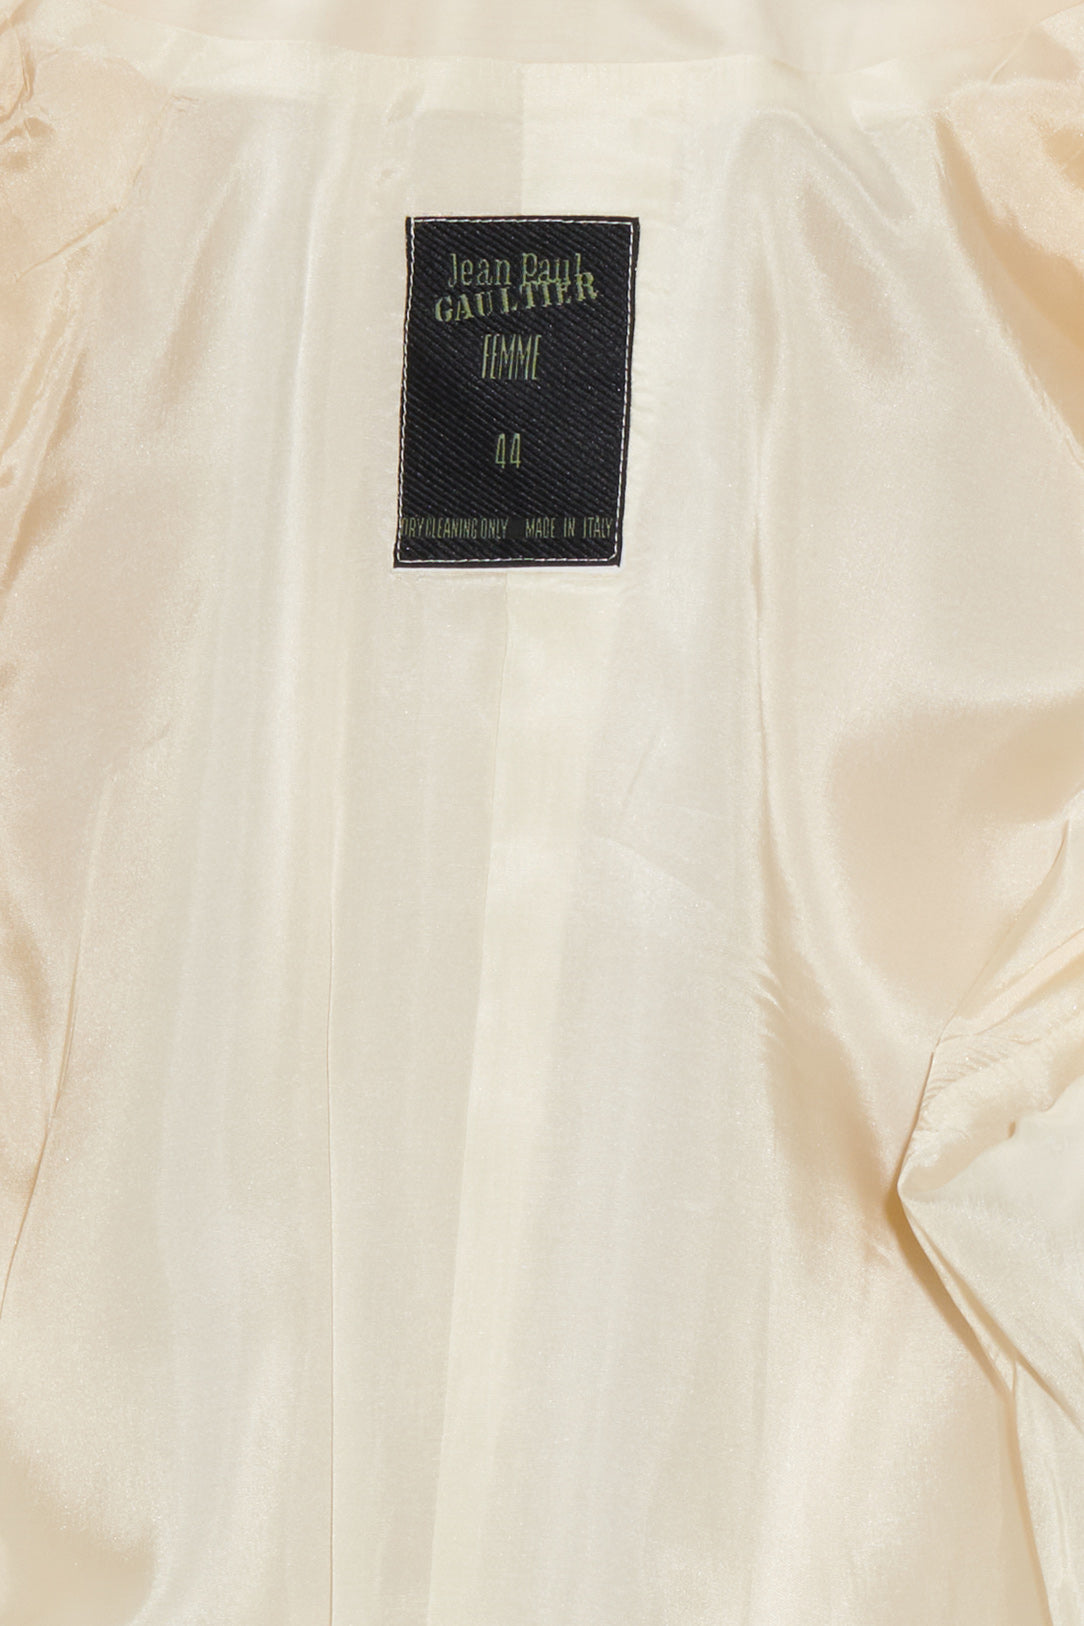 Jean Paul
GAULTIER
FEMME
44
DRY CLEANING ONLY MADE IN ITALY